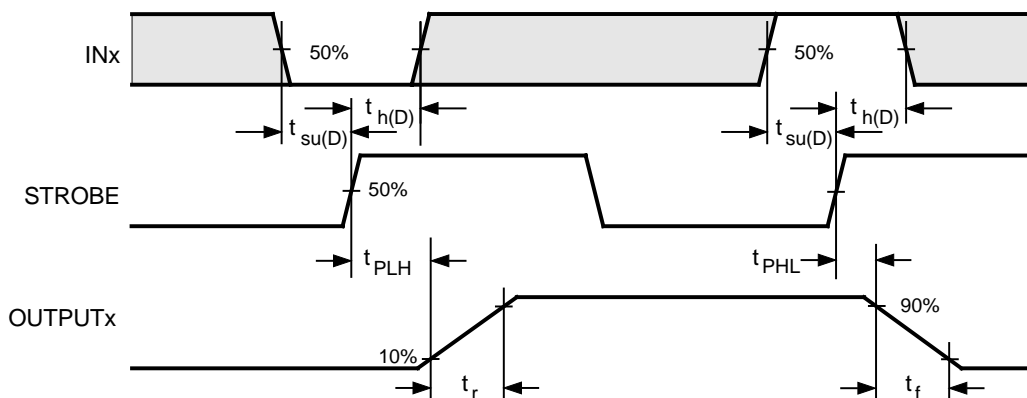 INx
50%
50%
t su(D)
t h(D)
t su(D)
t h(D)
STROBE
50%
t PLH
t PHL
OUTPUTx
10%
90%
t r
t f